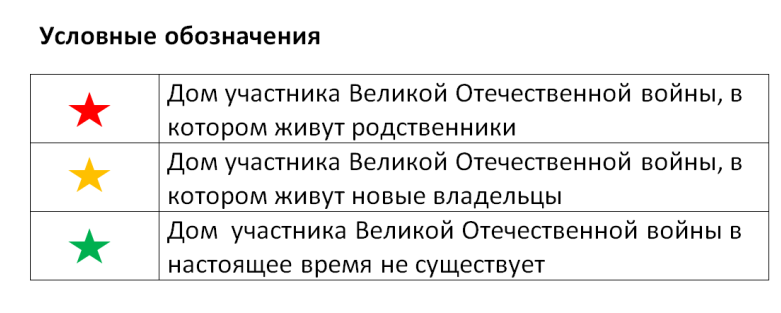 Условные обозначения
Дом участника Великой Отечественной войны, в
котором живут родственники
Дом участника Великой Отечественной войны, в
котором живут новые владельцы
Дом участника Великой Отечественной войны в
настоящее время не существует